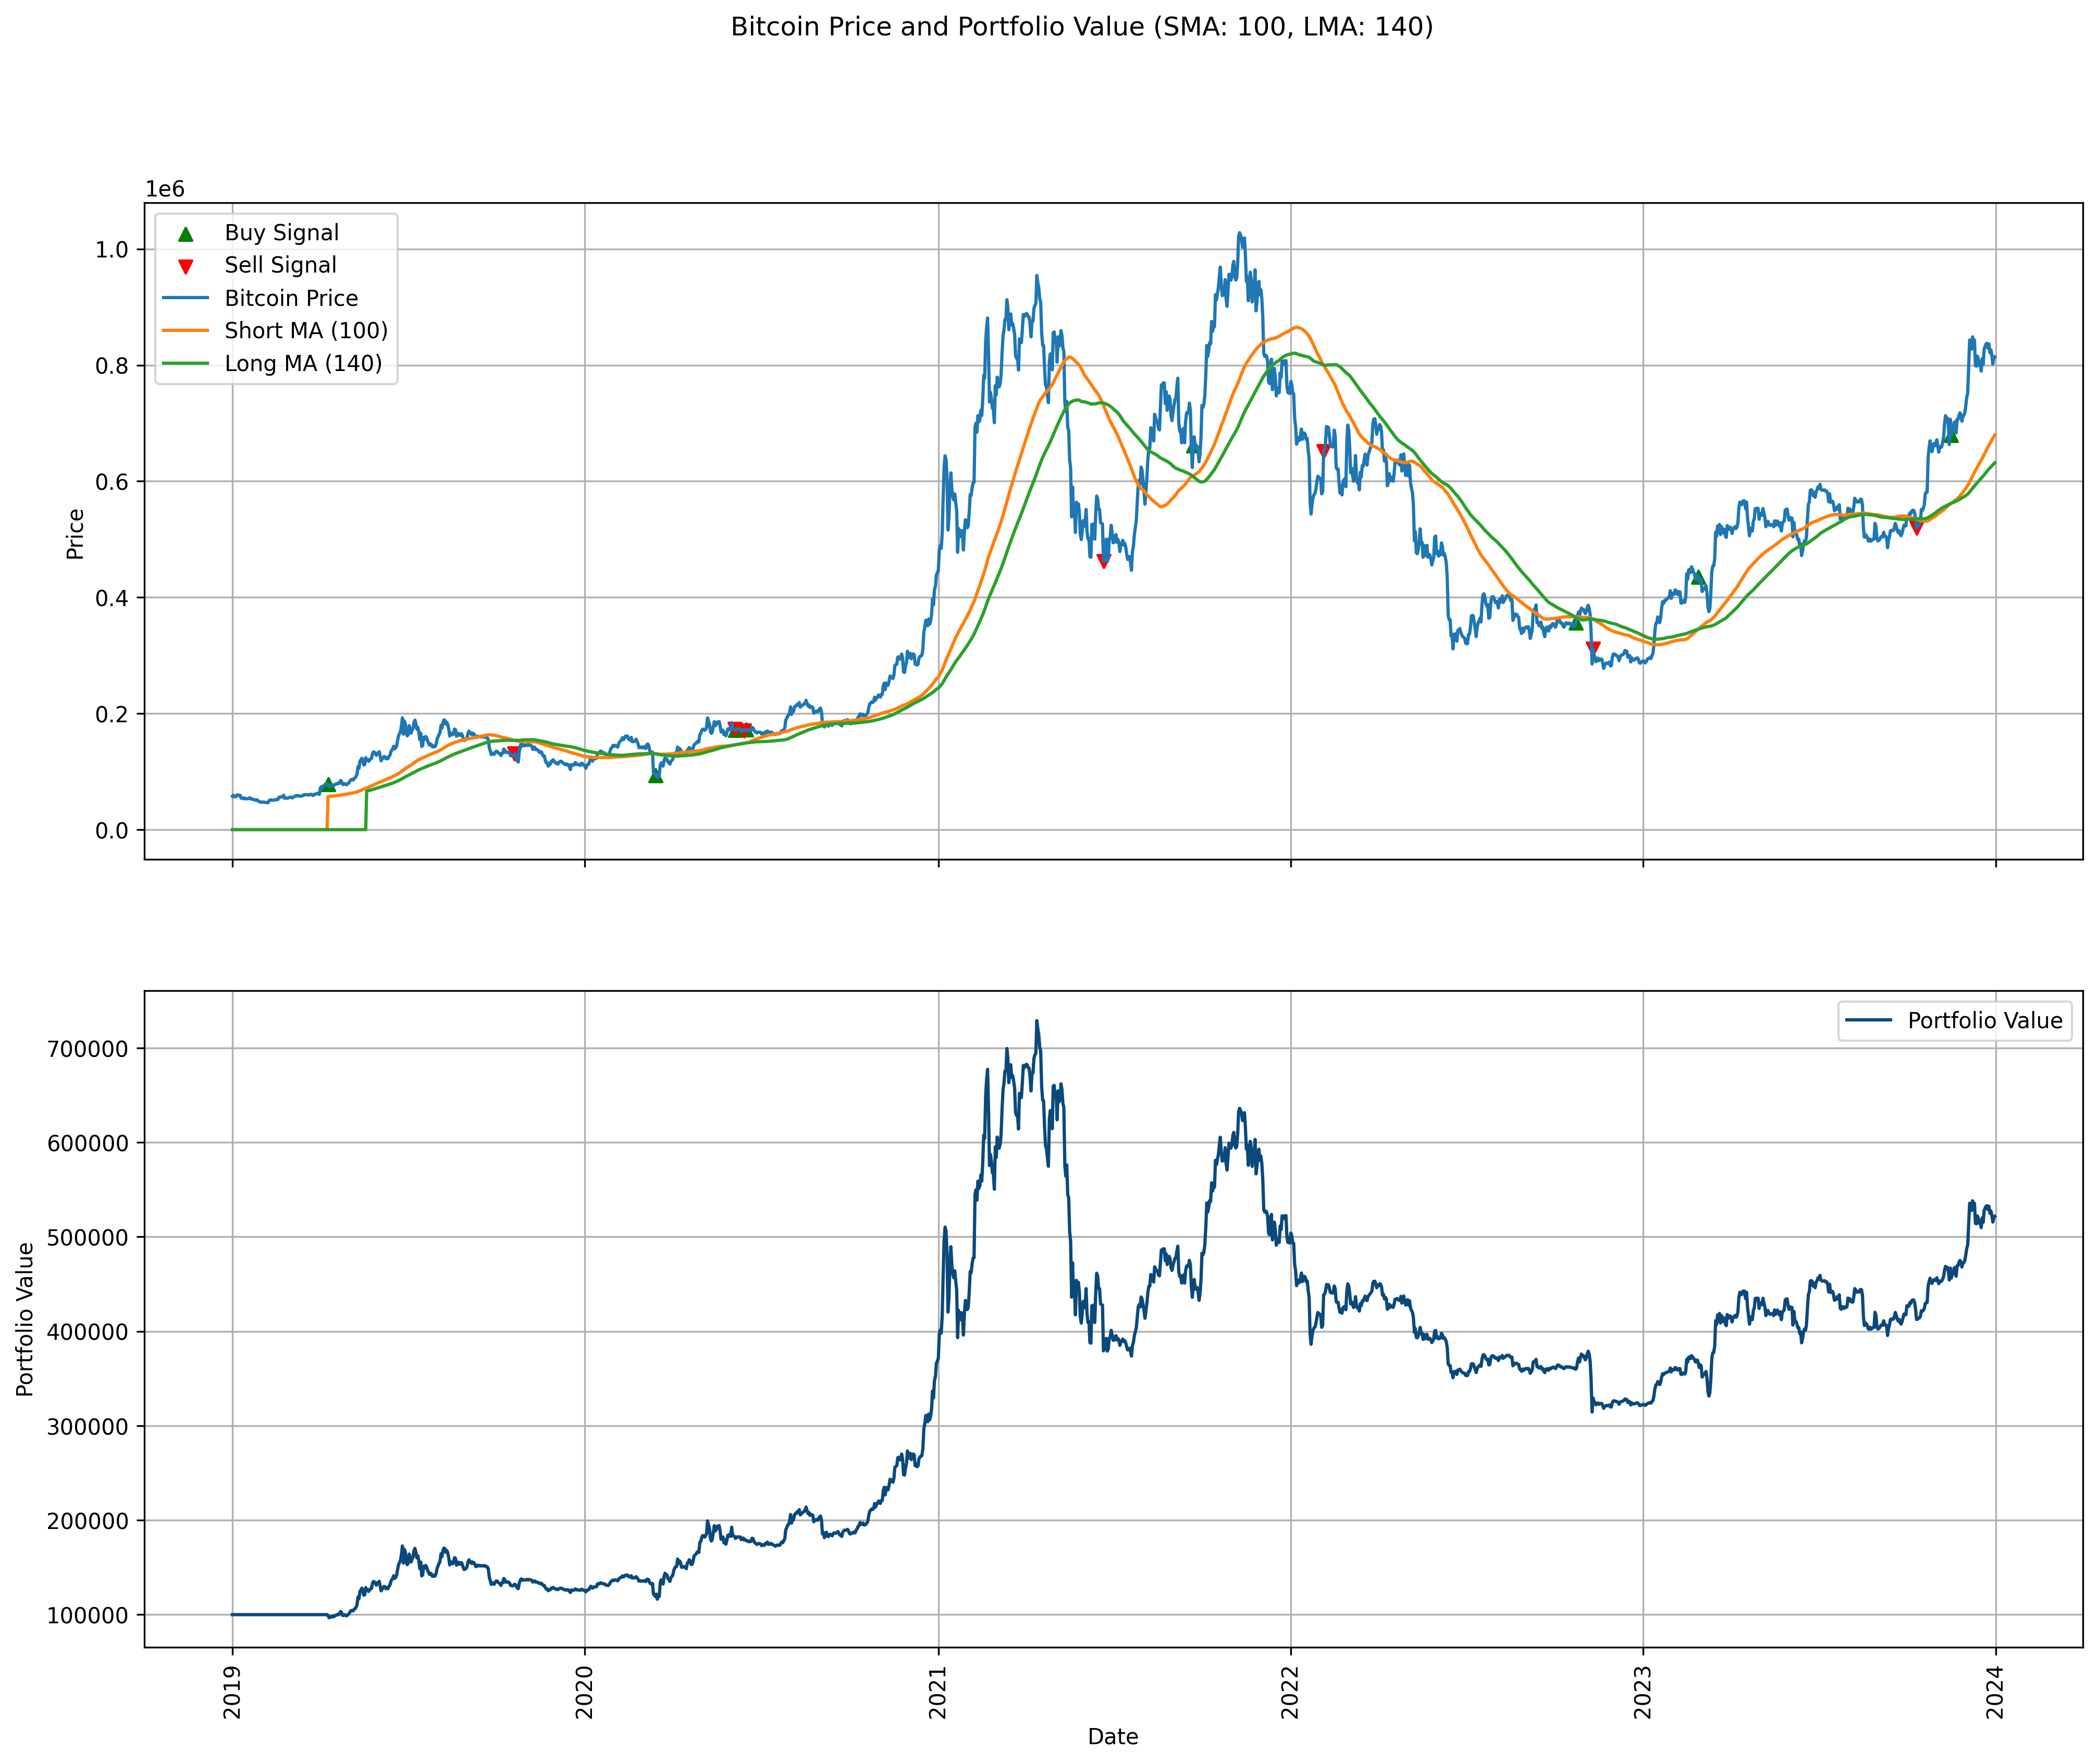 Bitcoin Price and Portfolio Value (SMA: 100, LMA: 140)
1e6
Buy Signal
Sell Signal
Bitcoin Price
Short MA (100)
Long MA (140)
1.0
0.8
0.6
0.4
0.2
0.0
Price
Portfolio Value
700000
600000
500000
400000
300000
200000
100000
Portfolio Value
2019
2020
2021
2022
2023
2024
Date